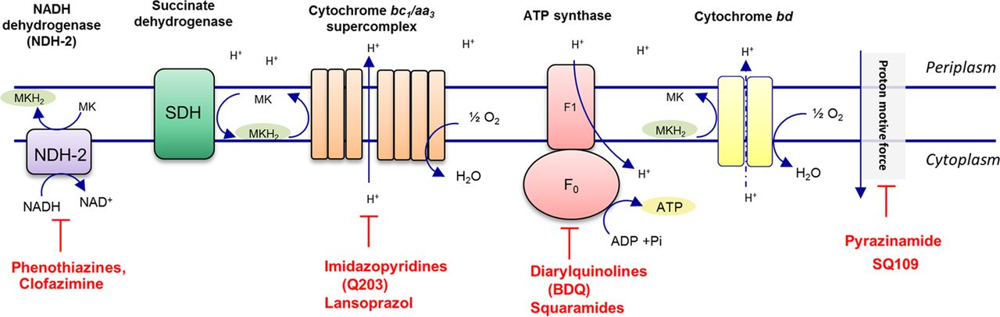 NADH
dehydrogenase
(NDH-2)
Succinate
dehydrogenase
Cytochrome bc₁/aa₃
supercomplex
ATP synthase
Cytochrome bd
H⁺
H⁺
H⁺
H⁺
H⁺
H⁺
H⁺
Periplasm
MKH₂
MK
SDH
MK
MKH₂
F1
½ O₂
MK
MKH₂
½ O₂
Proton motive force
NDH-2
Cytoplasm
H₂O
F₀
H⁺
H₂O
NADH
NAD⁺
H⁺
ATP
H⁺
ADP +Pi
Phenothiazines,
Clofazimine
Imidazopyridines
(Q203)
Lansoprazol
Diarylquinolines
(BDQ)
Squaramides
Pyrazinamide
SQ109